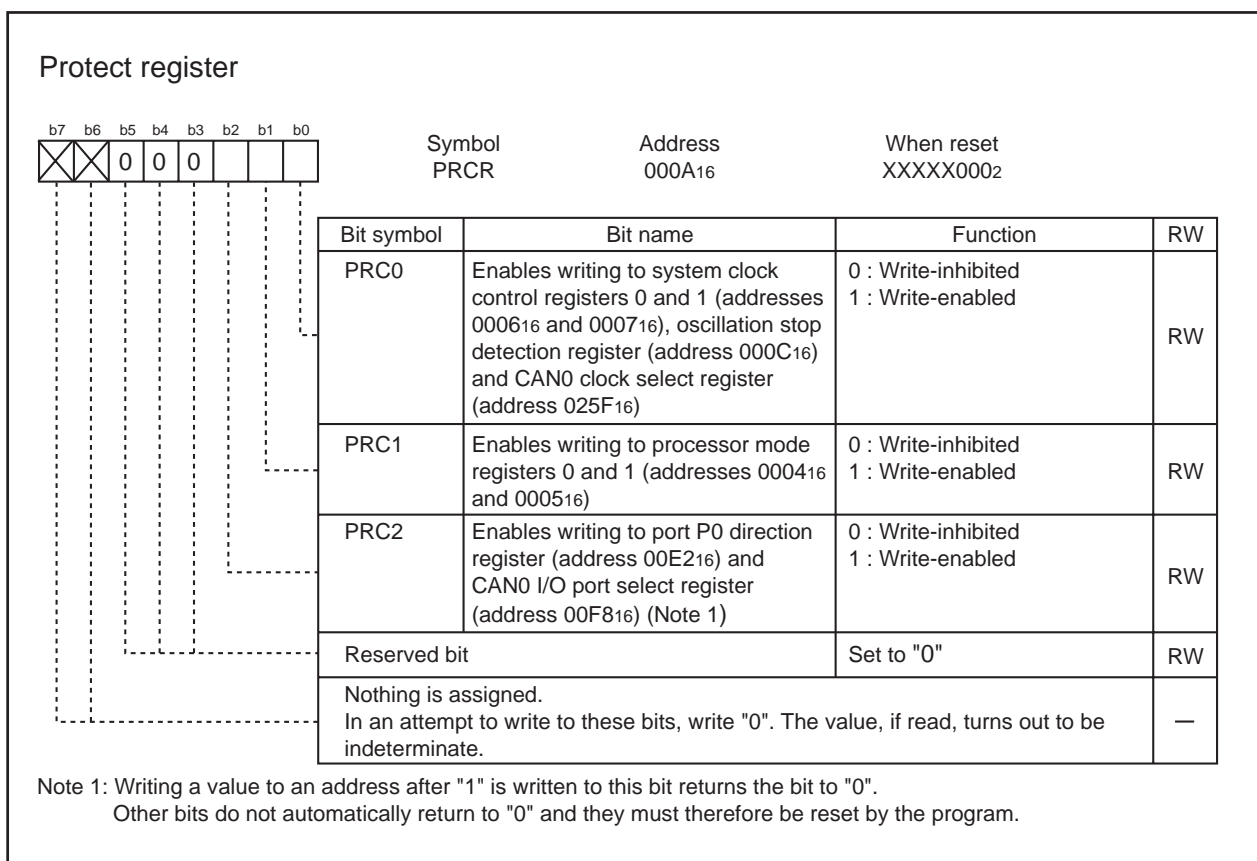 Protect register
b7 b6 b5 b4 b3 b2 b1 b0
0 0 0
Symbol Address When reset
PRCR 000A16 XXXXX0002
Bit symbol Bit name Function RW
PRC0 Enables writing to system clock 0 : Write-inhibited
control registers 0 and 1 (addresses 1 : Write-enabled
000616 and 000716), oscillation stop
detection register (address 000C16) RW
and CAN0 clock select register
(address 025F16)
PRC1 Enables writing to processor mode 0 : Write-inhibited
registers 0 and 1 (addresses 000416 1 : Write-enabled RW
and 000516)
PRC2 Enables writing to port P0 direction 0 : Write-inhibited
register (address 00E216) and 1 : Write-enabled
CAN0 I/O port select register RW
(address 00F816) (Note 1)
Reserved bit Set to "0" RW
Nothing is assigned.
In an attempt to write to these bits, write "0". The value, if read, turns out to be —
indeterminate.
Note 1: Writing a value to an address after "1" is written to this bit returns the bit to "0".
Other bits do not automatically return to "0" and they must therefore be reset by the program.